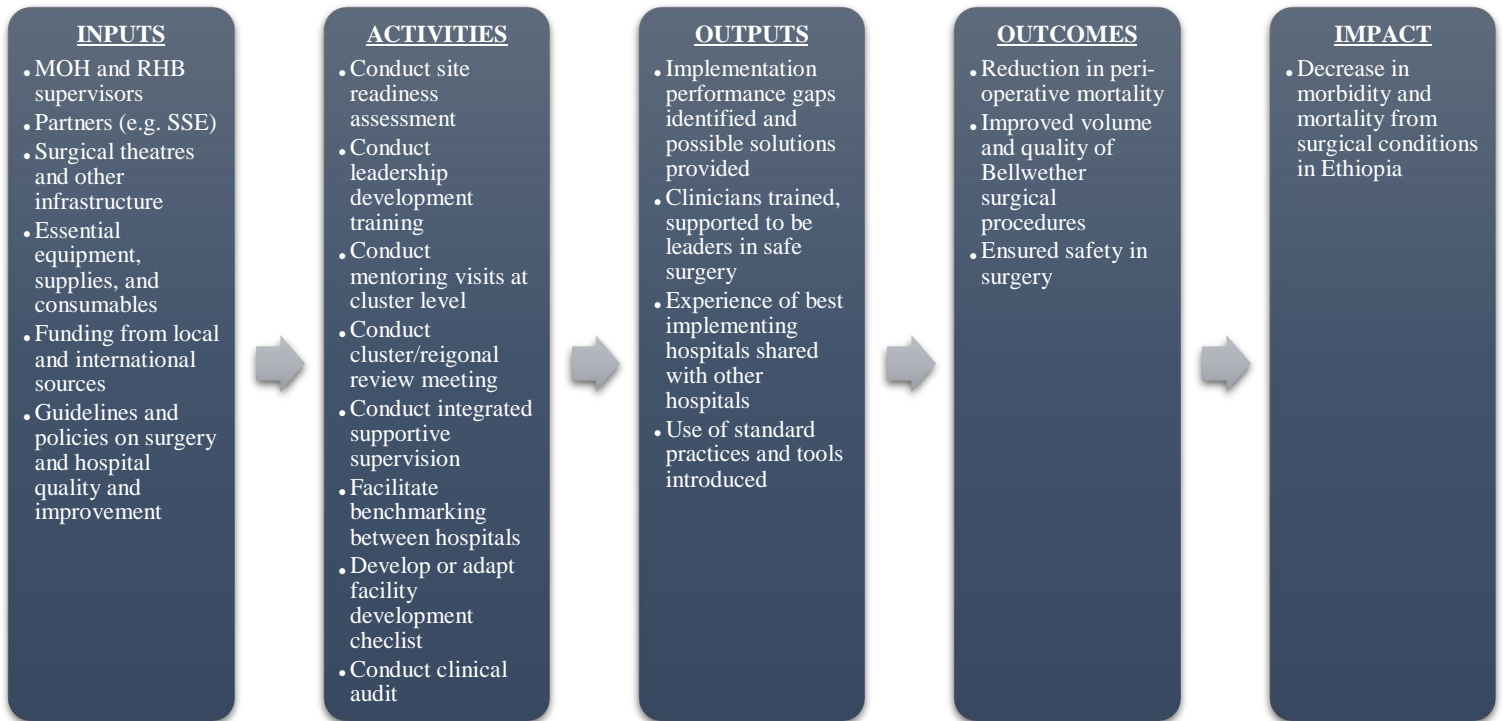 INPUTS
• MOH and RHB
supervisors
• Partners (e.g. SSE)
• Surgical theatres
and other
infrastructure
• Essential
equipment,
supplies, and
consumables
• Funding from local
and international
sources
• Guidelines and
policies on surgery
and hospital
quality and
improvement
ACTIVITIES
• Conduct site
readiness
assessment
• Conduct
leadership
development
training
• Conduct
mentoring visits at
cluster level
• Conduct
cluster/reigonal
review meeting
• Conduct integrated
supportive
supervision
• Facilitate
benchmarking
between hospitals
• Develop or adapt
facility
development
checlist
• Conduct clinical
audit
OUTPUTS
• Implementation
performance gaps
identified and
possible solutions
provided
• Clinicians trained,
supported to be
leaders in safe
surgery
• Experience of best
implementing
hospitals shared
with other
hospitals
• Use of standard
practices and tools
introduced
OUTCOMES
• Reduction in peri-
operative mortality
• Improved volume
and quality of
Bellwether
surgical
procedures
• Ensured safety in
surgery
IMPACT
• Decrease in
morbidity and
mortality from
surgical conditions
in Ethiopia